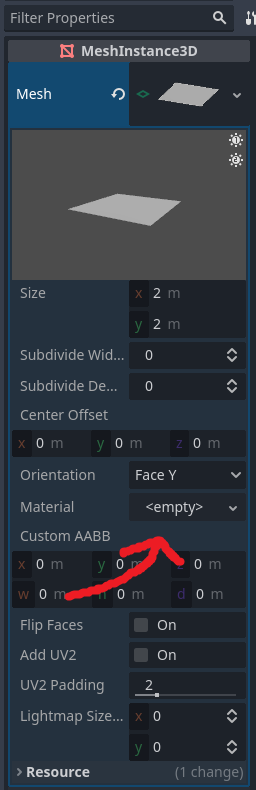 Filter Properties
MeshInstance3D
Mesh
Size x 2 m
y 2 m
Subdivide Wid... 0
Subdivide De... 0
Center Offset
x 0 m y 0 m z 0 m
Orientation Face Y
Material <empty>
Custom AABB
x 0 m y 0 m 0 m
w 0 m h 0 m d 0 m
Flip Faces On
Add UV2 On
UV2 Padding 2
Lightmap Size... x 0
y 0
> Resource (1 change)